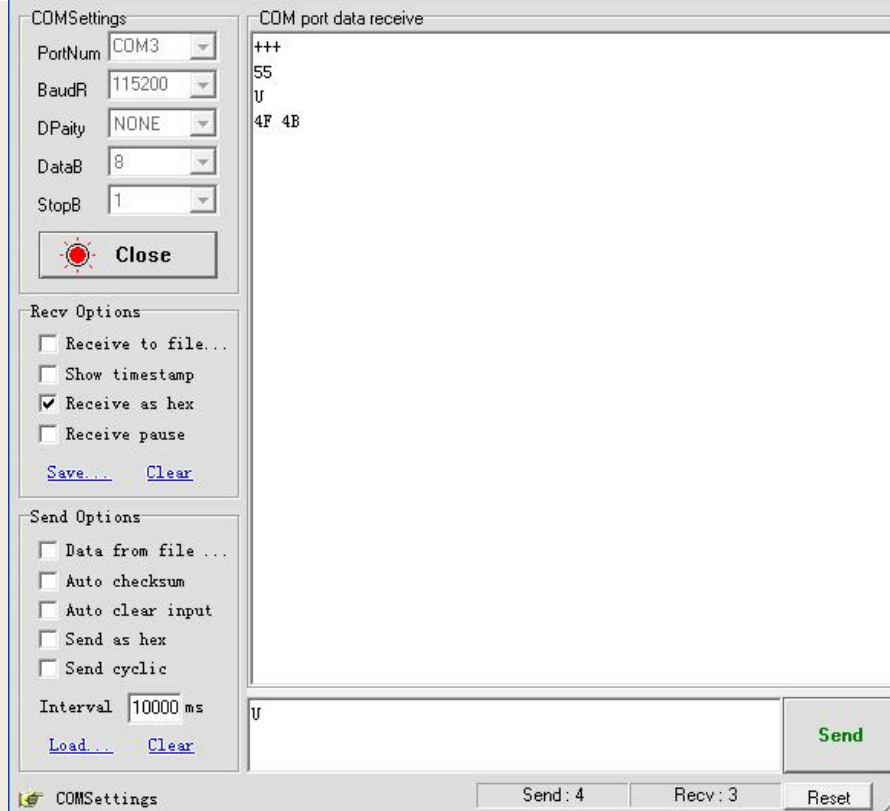 COMSettings
PortNum COM3
BaudR 115200
DPaity NONE
DataB 8
StopB 1
Close
Recv Options
Receive to file...
Show timestamp
Receive as hex
Receive pause
Save... Clear
Send Options
Data from file ...
Auto checksum
Auto clear input
Send as hex
Send cyclic
Interval 10000 ms
Load... Clear
COM port data receive
+++
55
U
4F 4B
U
Send
COMSettings
Send : 4
Recv : 3
Reset